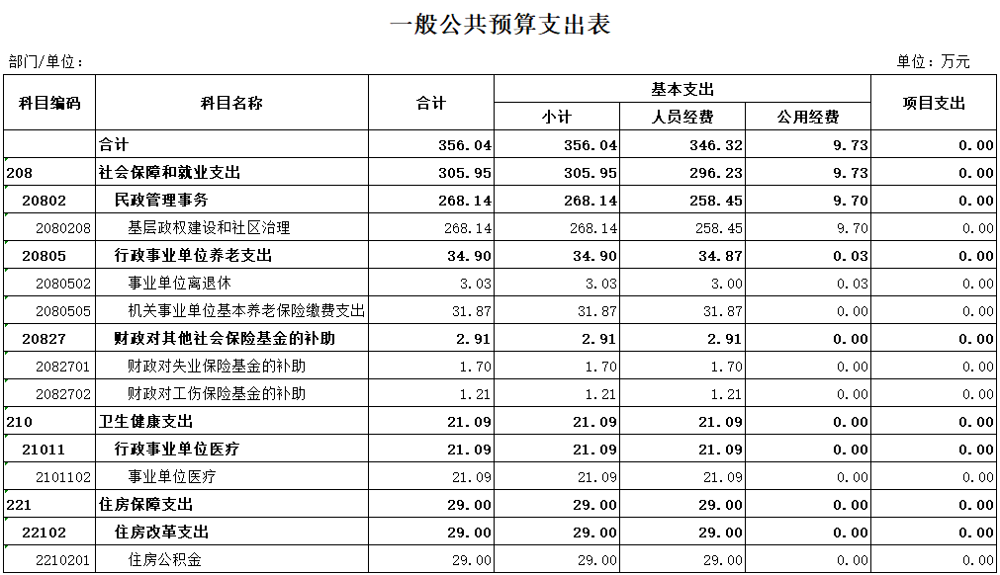 一般公共预算支出表
部门/单位： 单位：万元
科目编码 科目名称 合计 基本支出 项目支出
小计 人员经费 公用经费
合计 356.04 356.04 346.32 9.73 0.00
208 社会保障和就业支出 305.95 305.95 296.23 9.73 0.00
20802 民政管理事务 268.14 268.14 258.45 9.70 0.00
2080208 基层政权建设和社区治理 268.14 268.14 258.45 9.70 0.00
20805 行政事业单位养老支出 34.90 34.90 34.87 0.03 0.00
2080502 事业单位离退休 3.03 3.03 3.00 0.03 0.00
2080505 机关事业单位基本养老保险缴费支出 31.87 31.87 31.87 0.00 0.00
20827 财政对其他社会保险基金的补助 2.91 2.91 2.91 0.00 0.00
2082701 财政对失业保险基金的补助 1.70 1.70 1.70 0.00 0.00
2082702 财政对工伤保险基金的补助 1.21 1.21 1.21 0.00 0.00
210 卫生健康支出 21.09 21.09 21.09 0.00 0.00
21011 行政事业单位医疗 21.09 21.09 21.09 0.00 0.00
2101102 事业单位医疗 21.09 21.09 21.09 0.00 0.00
221 住房保障支出 29.00 29.00 29.00 0.00 0.00
22102 住房改革支出 29.00 29.00 29.00 0.00 0.00
2210201 住房公积金 29.00 29.00 29.00 0.00 0.00